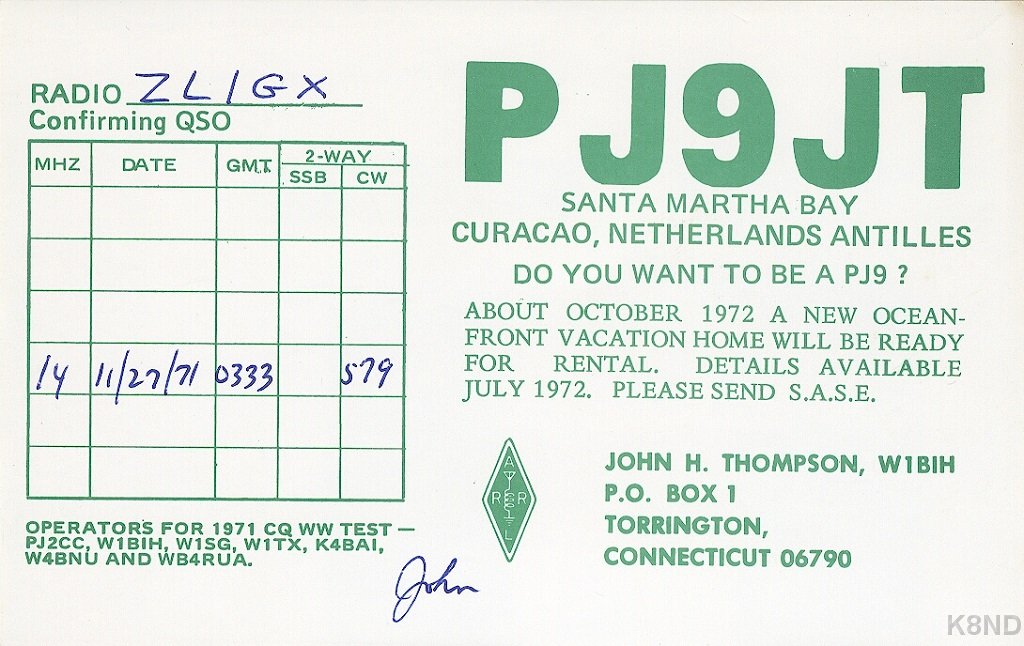 RADIO ZL1GX
Confirming QSO
MHZ DATE GMT 2-WAY
SSB CW
14 11/27/71 0333 579
OPERATORS FOR 1971 CQ WW TEST —
PJ2CC, W1BIH, W1SG, W1TX, K4BAI,
W4BNU AND WB4RUA.
John
PJ9JT
SANTA MARTHA BAY
CURACAO, NETHERLANDS ANTILLES
DO YOU WANT TO BE A PJ9 ?
ABOUT OCTOBER 1972 A NEW OCEAN-
FRONT VACATION HOME WILL BE READY
FOR RENTAL. DETAILS AVAILABLE
JULY 1972. PLEASE SEND S.A.S.E.
A
R R
L
JOHN H. THOMPSON, W1BIH
P.O. BOX 1
TORRINGTON,
CONNECTICUT 06790
K8ND